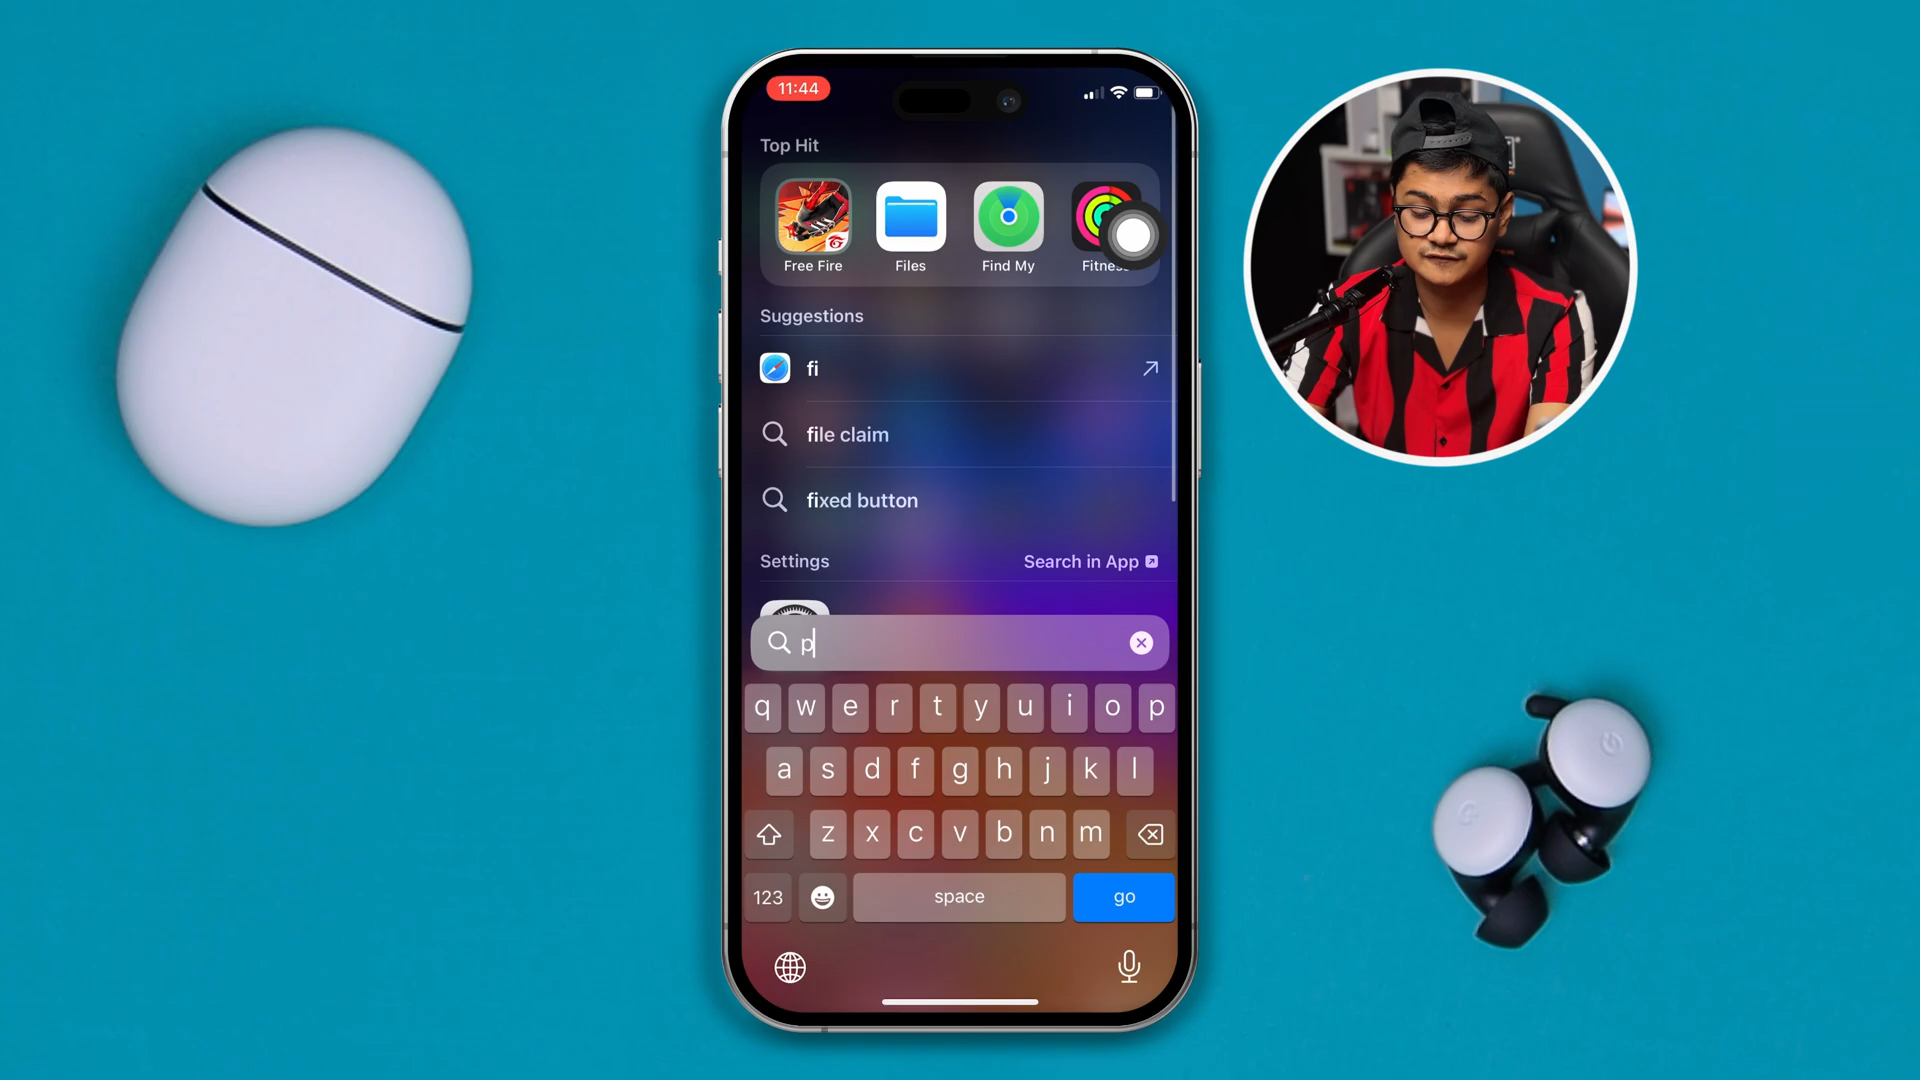 11:44
Top Hit
Free Fire
Files
Find My
Fitness
Suggestions
fi
file claim
fixed button
Settings
Search in App
p
q w e r t y u i o p
a s d f g h j k l
z x c v b n m
123
space
go